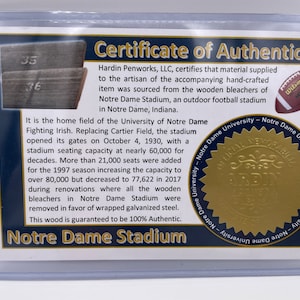 35
36
Certificate of Authentic
Hardin Penworks, LLC, certifies that material supplied
to the artisan of the accompanying hand-crafted
item was sourced from the wooden bleachers of
Notre Dame Stadium, an outdoor football stadium
in Notre Dame, Indiana.
It is the home field of the University of Notre Dame
Fighting Irish. Replacing Cartier Field, the stadium
opened its gates on October 4, 1930, with a
stadium seating capacity nearly 60,000 for
decades. More than 21,000 seats were added
for the 1997 season increasing the capacity to
over 80,000 but decreased to 77,622 in 2017
during renovations where all the wooden
bleachers in Notre Dame Stadium were
removed in favor of wrapped galvanized steel.
This wood is guaranteed to be 100% Authentic.
Notre Dame University - Notre Dame University - Notre Dame University
Notre Dame Stadium